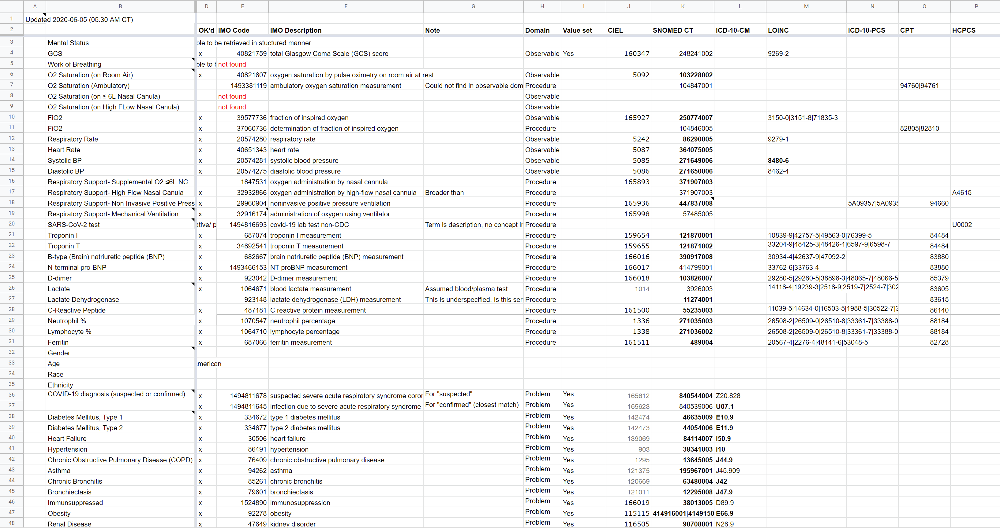 A B D E F G H I J K L M N O P
1 Updated 2020-06-05 (05:30 AM CT)
2 OK'd IMO Code IMO Description Note Domain Value set CIEL SNOMED CT ICD-10-CM LOINC ICD-10-PCS CPT HCPCS
3 Mental Status ble to be retrieved in stuctured manner
4 GCS x 40821759 total Glasgow Coma Scale (GCS) score Observable Yes 160347 248241002 9269-2
5 Work of Breathing ble to b not found
6 O2 Saturation (on Room Air) x 40821607 oxygen saturation by pulse oximetry on room air at rest Observable 5092 103228002
7 O2 Saturation (Ambulatory) 1493381119 ambulatory oxygen saturation measurement Could not find in observable dom Procedure 104847001 94760|94761
8 O2 Saturation (on ≤ 6L Nasal Canula) not found Observable
9 O2 Saturation (on High FLow Nasal Canula) not found Observable
10 FiO2 x 39577736 fraction of inspired oxygen Observable 165927 250774007 3150-0|3151-8|71835-3
11 FiO2 x 37060736 determination of fraction of inspired oxygen Procedure 104846005 82805|82810
12 Respiratory Rate x 20574280 respiratory rate Observable 5242 86290005 9279-1
13 Heart Rate x 40651343 heart rate Observable 5087 364075005
14 Systolic BP x 20574281 systolic blood pressure Observable 5085 271649006 8480-6
15 Diastolic BP x 20574275 diastolic blood pressure Observable 5086 271650006 8462-4
16 Respiratory Support- Supplemental O2 ≤6L NC 1847531 oxygen administration by nasal cannula Procedure 165893 371907003
17 Respiratory Support- High Flow Nasal Canula x 32932866 oxygen administration by high-flow nasal cannula Broader than Procedure 371907003 A4615
18 Respiratory Support- Non Invasive Positive Press x 29960904 noninvasive positive pressure ventilation Procedure 165936 447837008 5A09357|5A0935 94660
19 Respiratory Support- Mechanical Ventilation x 32916174 administration of oxygen using ventilator Procedure 165998 57485005
20 SARS-CoV-2 test ative/ p 1494816693 covid-19 lab test non-CDC Term is description, no concept ir Procedure U0002
21 Troponin I x 687074 troponin I measurement Procedure 159654 121870001 10839-9|42757-5|49563-0|76399-5 84484
22 Troponin T x 34892541 troponin T measurement Procedure 159655 121871002 33204-9|48425-3|48426-1|6597-9|6598-7 84484
23 B-type (Brain) natriuretic peptide (BNP) x 682667 brain natriuretic peptide (BNP) measurement Procedure 166016 390917008 30934-4|42637-9|47092-2 83880
24 N-terminal pro-BNP x 1493466153 NT-proBNP measurement Procedure 166017 414799001 33762-6|33763-4 83880
25 D-dimer x 923042 D-dimer measurement Procedure 166018 103826007 29280-5|29280-5|38898-3|48065-7|48066-5 85379
26 Lactate x 1064671 blood lactate measurement Assumed blood/plasma test Procedure 1014 3926003 14118-4|19239-3|2518-9|2519-7|2524-7|302 83605
27 Lactate Dehydrogenase 923148 lactate dehydrogenase (LDH) measurement This is underspecified. Is this ser Procedure 11274001 83615
28 C-Reactive Peptide x 487181 C reactive protein measurement Procedure 161500 55235003 11039-5|14634-0|16503-5|1988-5|30522-7|3 86140
29 Neutrophil % x 1070547 neutrophil percentage Procedure 1336 271035003 26508-2|26509-0|26510-8|33361-7|33388-0 88184
30 Lymphocyte % x 1064710 lymphocyte percentage Procedure 1338 271036002 26508-2|26509-0|26510-8|33361-7|33388-0 88184
31 Ferritin x 687066 ferritin measurement Procedure 161511 489004 20567-4|2276-4|48141-6|53048-5 82728
32 Gender
33 Age merican
34 Race
35 Ethnicity
36 COVID-19 diagnosis (suspected or confirmed) x 1494811678 suspected severe acute respiratory syndrome coror For "suspected" Problem Yes 165612 840544004 Z20.828
37 x 1494811645 infection due to severe acute respiratory syndrome For "confirmed" (closest match) Problem Yes 165623 840539006 U07.1
38 Diabetes Mellitus, Type 1 x 334672 type 1 diabetes mellitus Problem Yes 142474 46635009 E10.9
39 Diabetes Mellitus, Type 2 x 334677 type 2 diabetes mellitus Problem Yes 142473 44054006 E11.9
40 Heart Failure x 30506 heart failure Problem Yes 139069 84114007 I50.9
41 Hypertension x 86491 hypertension Problem Yes 903 38341003 I10
42 Chronic Obstructive Pulmonary Disease (COPD) x 76409 chronic obstructive pulmonary disease Problem Yes 1295 13645005 J44.9
43 Asthma x 94262 asthma Problem Yes 121375 195967001 J45.909
44 Chronic Bronchitis x 85261 chronic bronchitis Problem Yes 120669 63480004 J42
45 Bronchiectasis x 79601 bronchiectasis Problem Yes 121011 12295008 J47.9
46 Immunsuppressed x 1524890 immunosuppression Problem Yes 166019 38013005 D89.9
47 Obesity x 92278 obesity Problem Yes 115115 414916001|4149150 E66.9
48 Renal Disease x 47649 kidney disorder Problem Yes 116505 90708001 N28.9